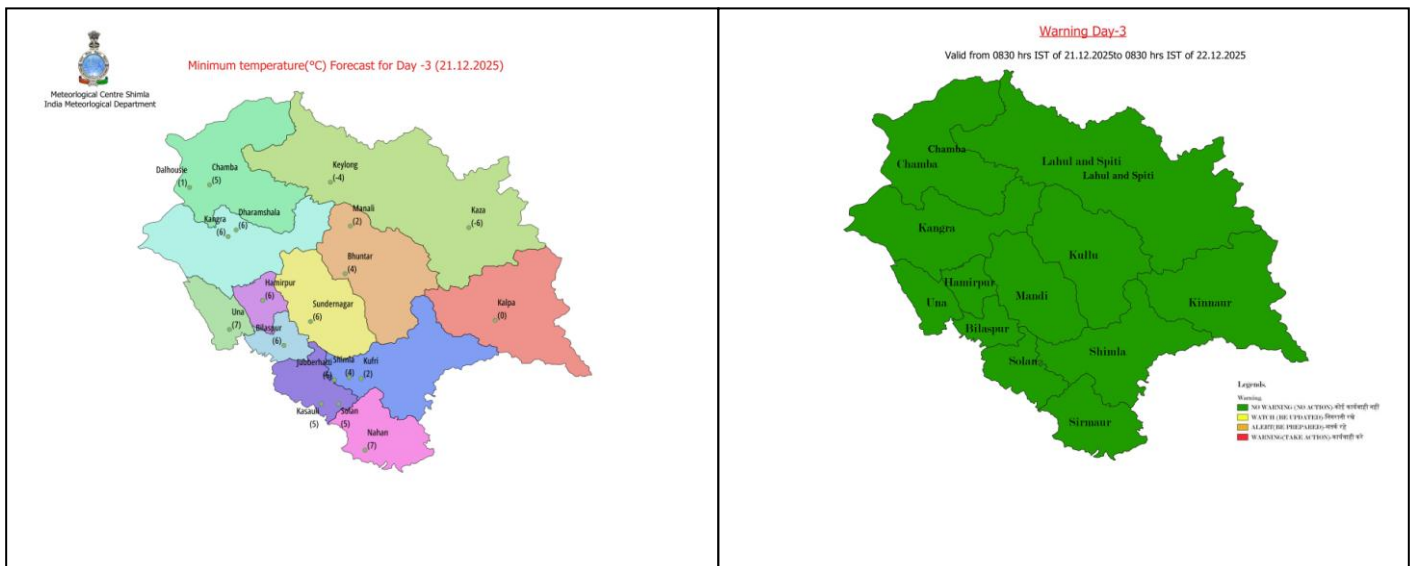 Meteorological Centre Shimla
India Meteorological Department
Minimum temperature(°C) Forecast for Day -3 (21.12.2025)
Keylong
(-4)
Chamba
(5)
Dalhousie
(1)
Manali
(2)
Kaza
(-6)
Kangra
(6)
Dharamshala
(6)
Bhuntar
(4)
Hamirpur
(6)
Sundernagar
(6)
Kalpa
(0)
Una
(7)
Bilaspur
(6)
Jubberhatti
Shimla
(4)
Kufri
(2)
Kasauli
(5)
Solan
(5)
Nahan
(7)
Warning Day-3
Valid from 0830 hrs IST of 21.12.2025to 0830 hrs IST of 22.12.2025
Chamba
Chamba
Lahul and Spiti
Lahul and Spiti
Kangra
Kullu
Hamirpur
Mandi
Kinnaur
Una
Bilaspur
Shimla
Solan
Sirmaur
Legends.
Warning
NO WARNING (NO ACTION)-कोई कार्यवाही नहीं
WATCH (BE UPDATED)-निगरानी रखें
ALERT(BE PREPARED)-सतर्क रहें
WARNING(TAKE ACTION)-कार्यवाही करें